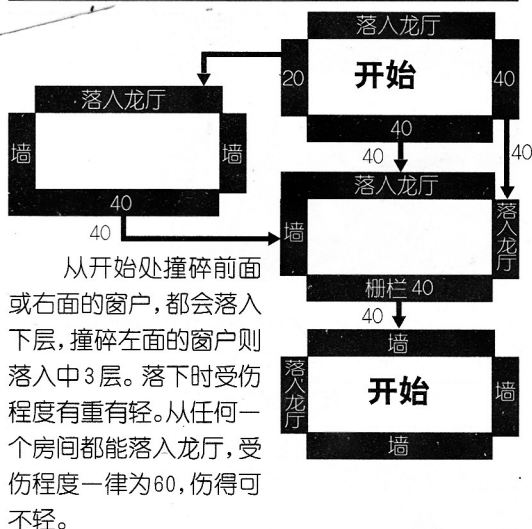 落入龙厅
20
开始
40
40
40
40
落入龙厅
墙
墙
40
40
落入龙厅
墙
落入龙厅
栅栏 40
40
墙
落入龙厅
开始
墙
墙
从开始处撞碎前面
或右面的窗户,都会落入
下层,撞碎左面的窗户则
落入中3层。落下时受伤
程度有重有轻。从任何一
个房间都能落入龙厅,受
伤程度一律为60,伤得可
不轻。